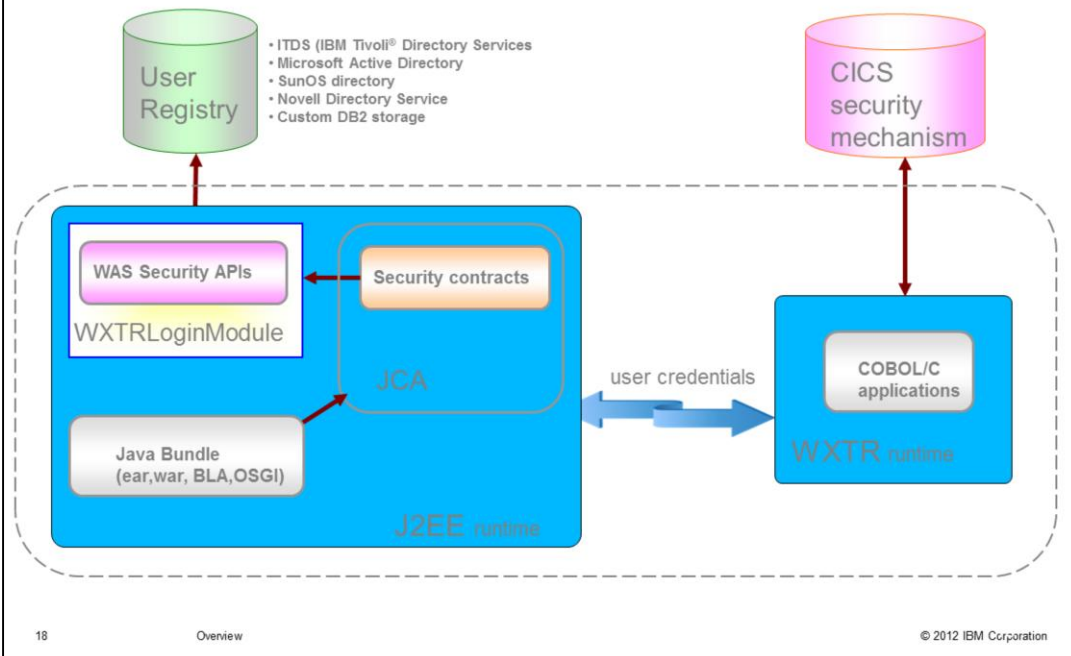 User
Registry
• ITDS (IBM Tivoli® Directory Services
• Microsoft Active Directory
• SunOS directory
• Novell Directory Service
• Custom DB2 storage
CICS
security
mechanism
WAS Security APIs
WXTRLoginModule
Security contracts
JCA
Java Bundle
(ear,war, BLA,OSGI)
J2EE runtime
user credentials
COBOL/C
applications
WXTR runtime
18
Overview
© 2012 IBM Corporation